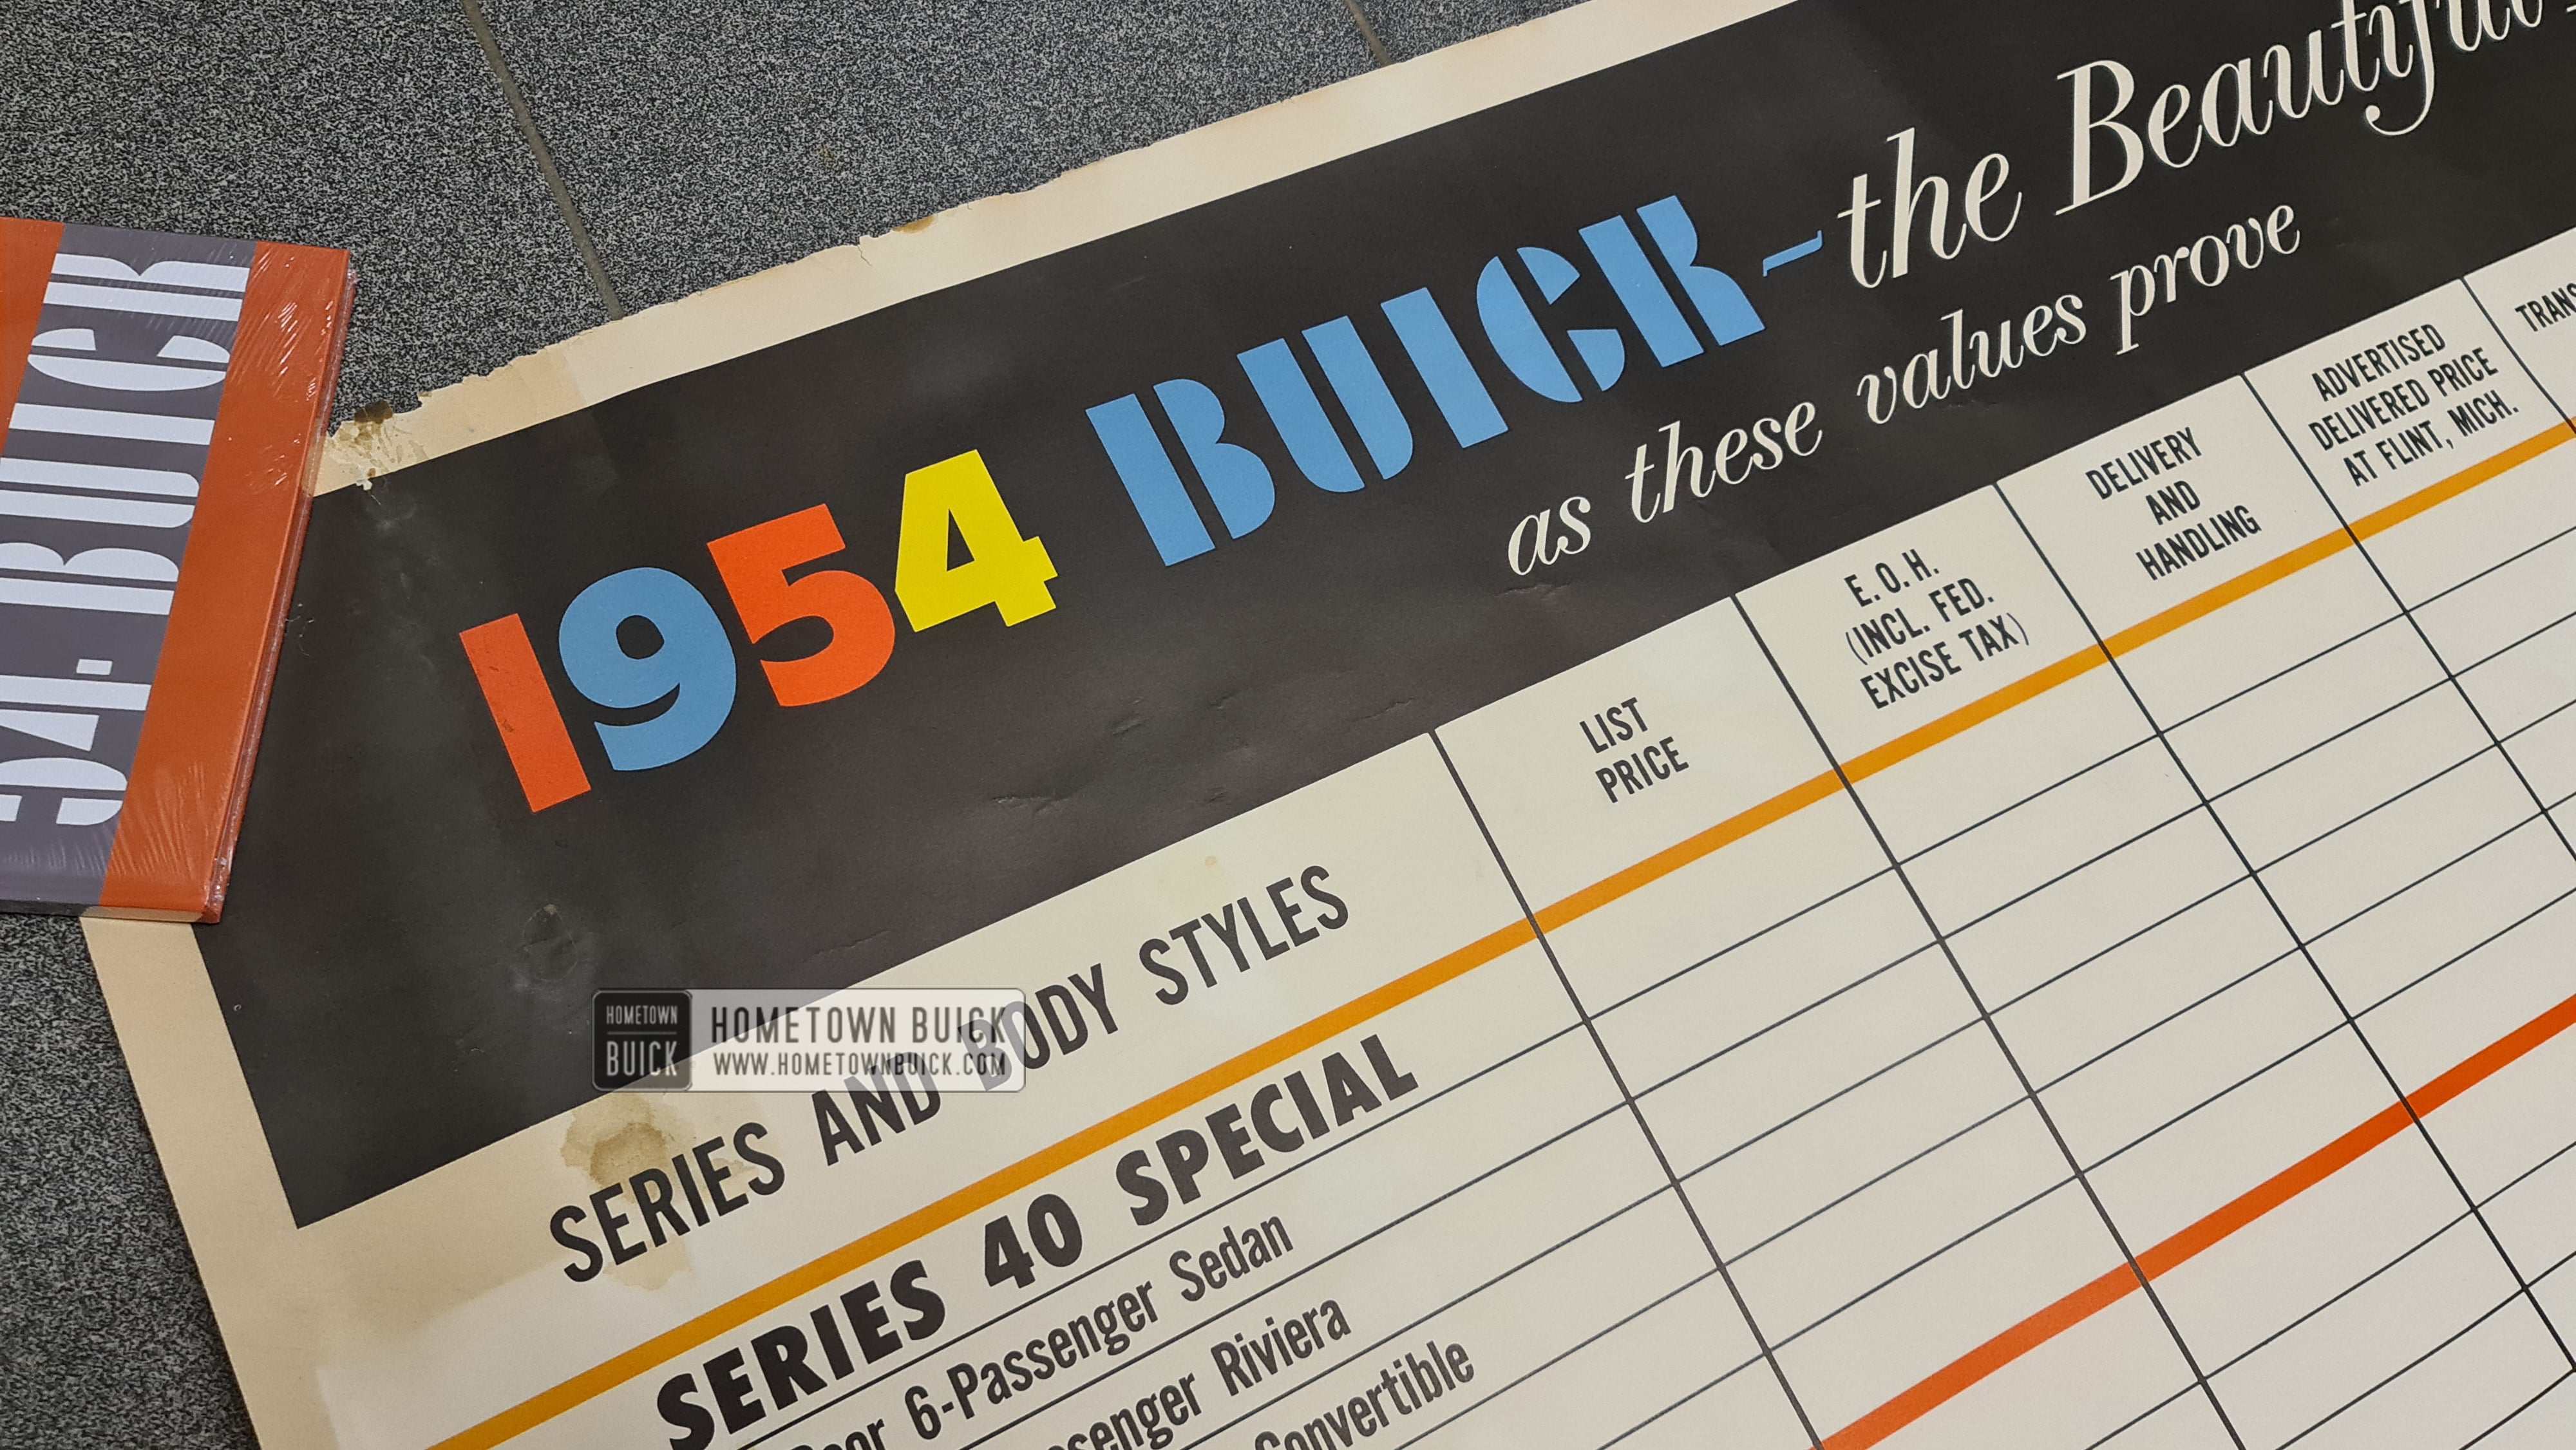 1954 BUICK - the Beautiful
as these values prove
SERIES AND BODY STYLES
LIST
PRICE
E. O. H.
(INCL. FED.
EXCISE TAX)
DELIVERY
AND
HANDLING
ADVERTISED
DELIVERED PRICE
AT FLINT, MICH.
SERIES 40 SPECIAL
6-Passenger Sedan
Riviera
Convertible
BUICK
HOMETOWN
BUICK
HOMETOWN BUICK
WWW.HOMETOWNBUICK.COM